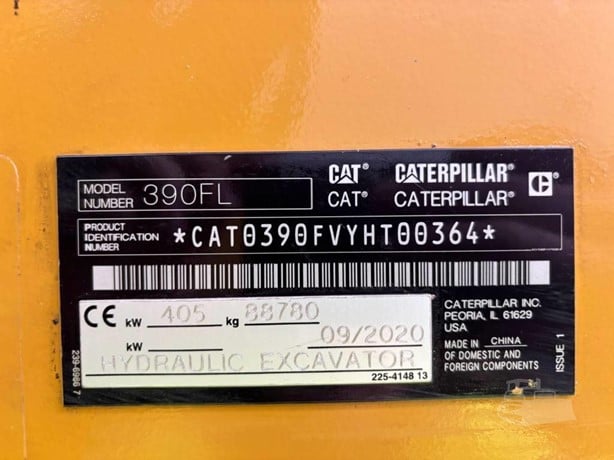 CAT® CATERPILLAR®
MODEL NUMBER 390FL CAT® CATERPILLAR® C
PRODUCT IDENTIFICATION NUMBER *CAT0390FVYHT00364*
CE kW 405 kg 88780
kW 09/2020
HYDRAULIC EXCAVATOR
225-4148 13
CATERPILLAR INC.
PEORIA, IL 61629
USA
MADE IN CHINA
OF DOMESTIC AND
FOREIGN COMPONENTS
239-6966 7
ISSUE 1